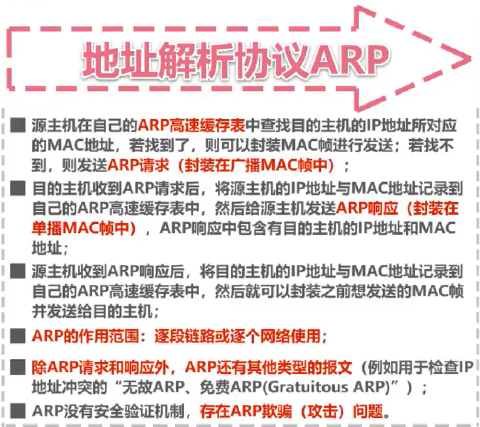 地址解析协议ARP
源主机在自己的ARP高速缓存表中查找目的主机的IP地址所对应
的MAC地址，若找到了，则可以封装MAC帧进行发送；若找不
到，则发送ARP请求（封装在广播MAC帧中）；
目的主机收到ARP请求后，将源主机的IP地址与MAC地址记录到
自己的ARP高速缓存表中，然后给源主机发送ARP响应（封装在
单播MAC帧中），ARP响应中包含有目的主机的IP地址和MAC
地址；
源主机收到ARP响应后，将目的主机的IP地址与MAC地址记录到
自己的ARP高速缓存表中，然后就可以封装之前想发送的MAC帧
并发送给目的主机；
ARP的作用范围：逐段链路或逐个网络使用；
除ARP请求和响应外，ARP还有其他类型的报文（例如用于检查IP
地址冲突的“无故ARP、免费ARP(Gratuitous ARP)”）；
ARP没有安全验证机制，存在ARP欺骗（攻击）问题。